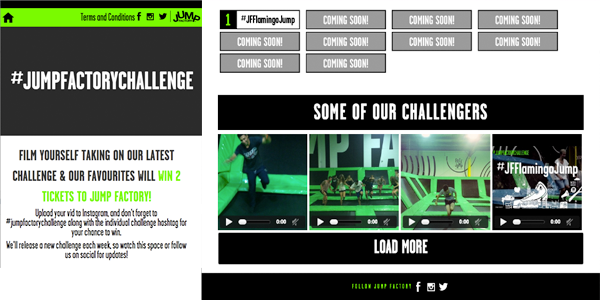 Terms and Conditions
JUMP
#JUMPFACTORYCHALLENGE
FILM YOURSELF TAKING ON OUR LATEST
CHALLENGE & OUR FAVOURITES WILL WIN 2
TICKETS TO JUMP FACTORY!
Upload your vid to Instagram, and don't forget to
#jumpfactorychallenge along with the individual challenge hashtag for
your chance to win.
We'll release a new challenge each week, so watch this space or follow
us on social for updates!
1 #JFFlamingoJump COMING SOON! COMING SOON! COMING SOON!
COMING SOON! COMING SOON! COMING SOON! COMING SOON!
COMING SOON! COMING SOON!
SOME OF OUR CHALLENGERS
JUMP FA
#JFFlamingoJump
0:00 0:00 0:00 0:00
LOAD MORE
FOLLOW JUMP FACTORY